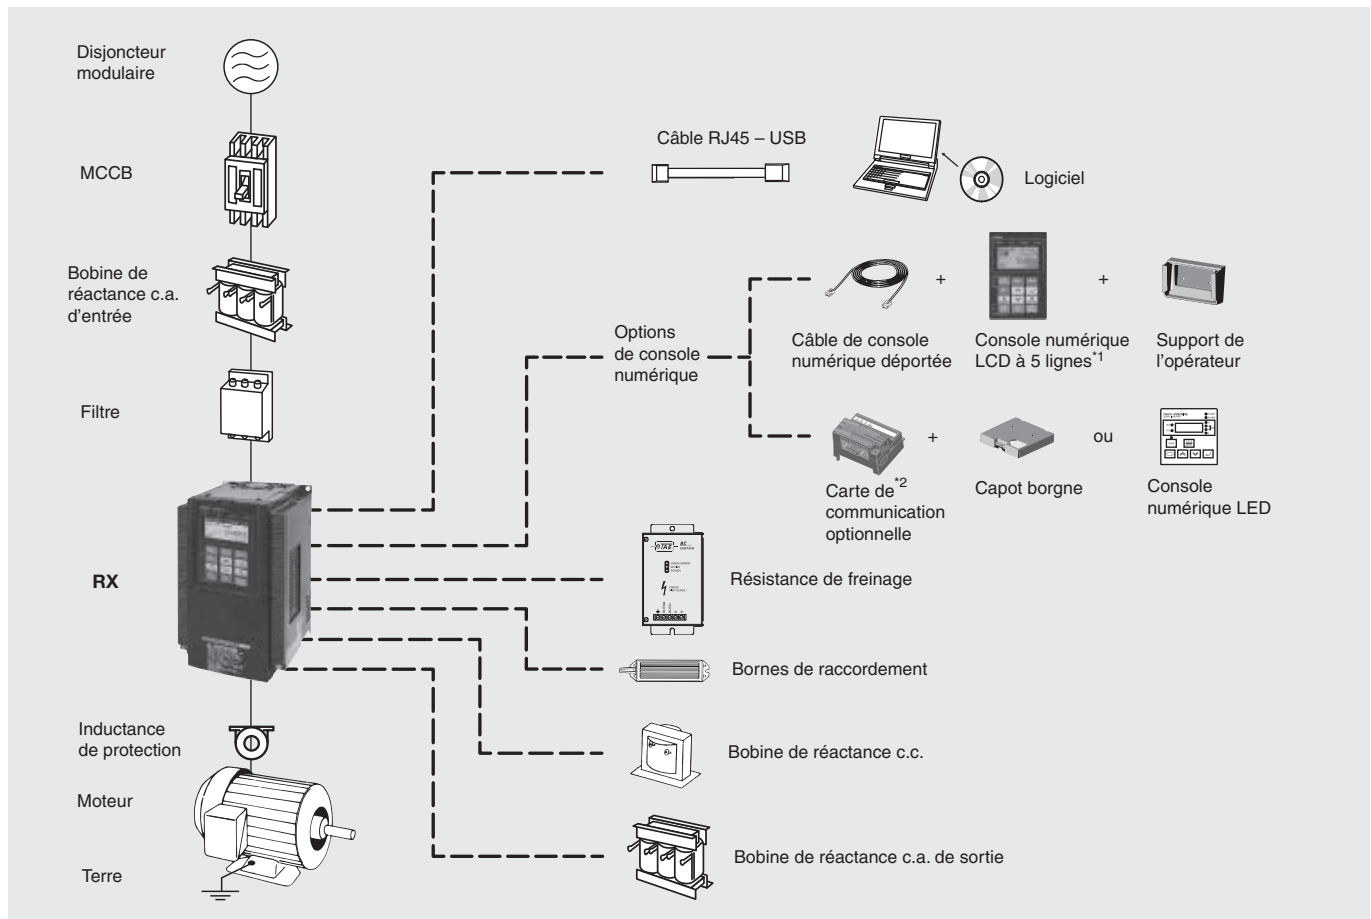 Disjoncteur
modulaire
MCCB
Bobine de
réactance c.a.
d'entrée
Filtre
RX
Inductance
de protection
Moteur
Terre
Câble RJ45 – USB
Logiciel
Options
de console
numérique
Câble de console
numérique déportée
+
Console numérique
LCD à 5 lignes*1
+
Support de
l'opérateur
Carte de*2
communication
optionnelle
+
Capot borgne
ou
Console
numérique LED
Résistance de freinage
Bornes de raccordement
Bobine de réactance c.c.
Bobine de réactance c.a. de sortie